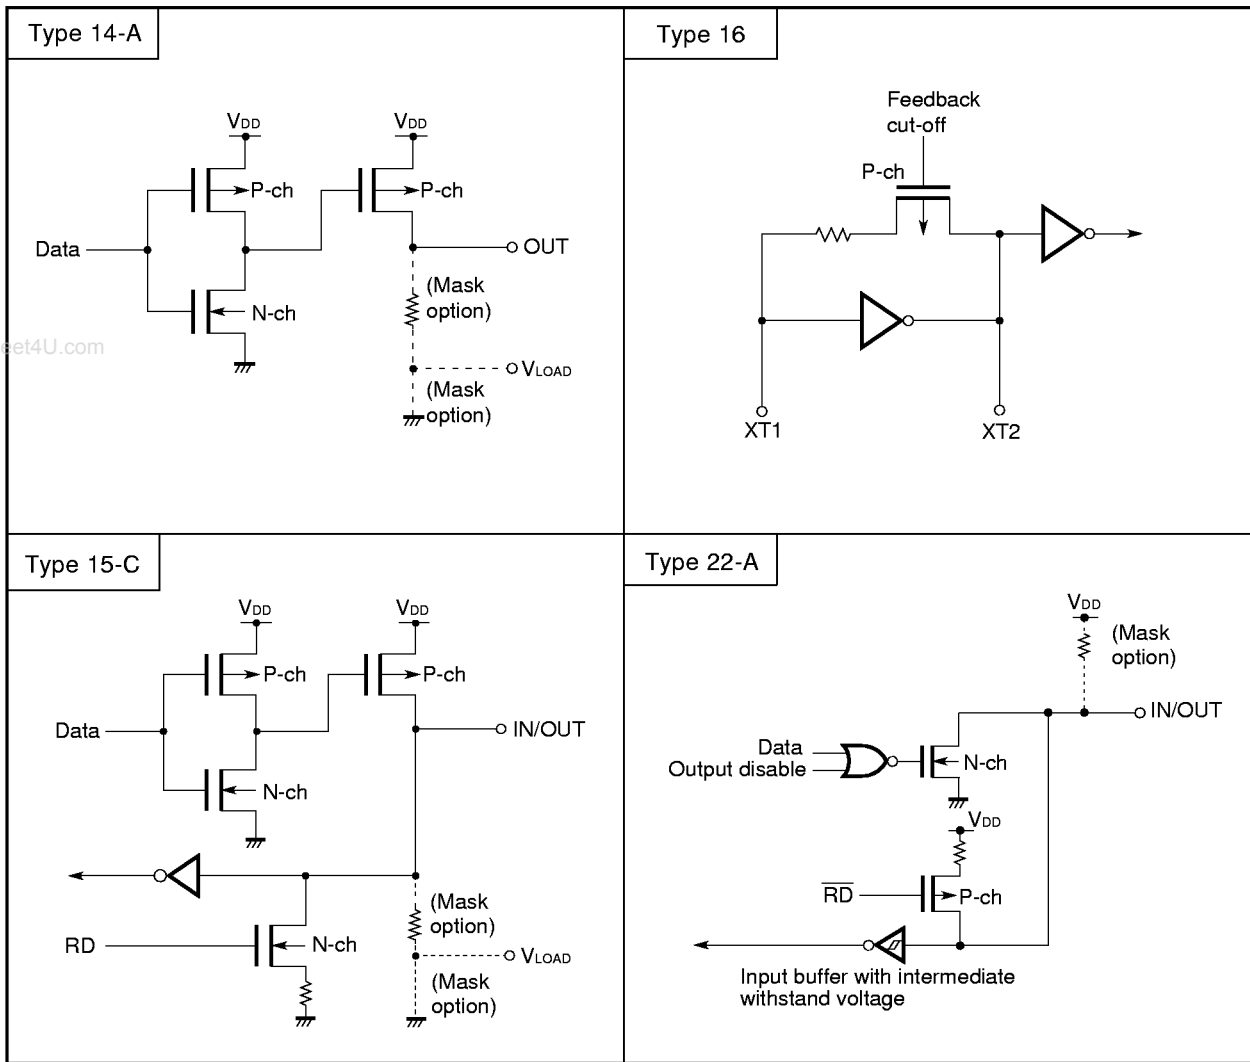 Type 14-A
VDD
VDD
P-ch
P-ch
Data
OUT
N-ch
(Mask
option)
VLOAD
(Mask
option)
eet4U.com
Type 16
Feedback
cut-off
P-ch
XT1
XT2
Type 15-C
VDD
VDD
P-ch
P-ch
Data
IN/OUT
N-ch
(Mask
option)
RD
N-ch
VLOAD
(Mask
option)
Type 22-A
VDD
(Mask
option)
IN/OUT
Data
Output disable
N-ch
VDD
RD
P-ch
Input buffer with intermediate
withstand voltage